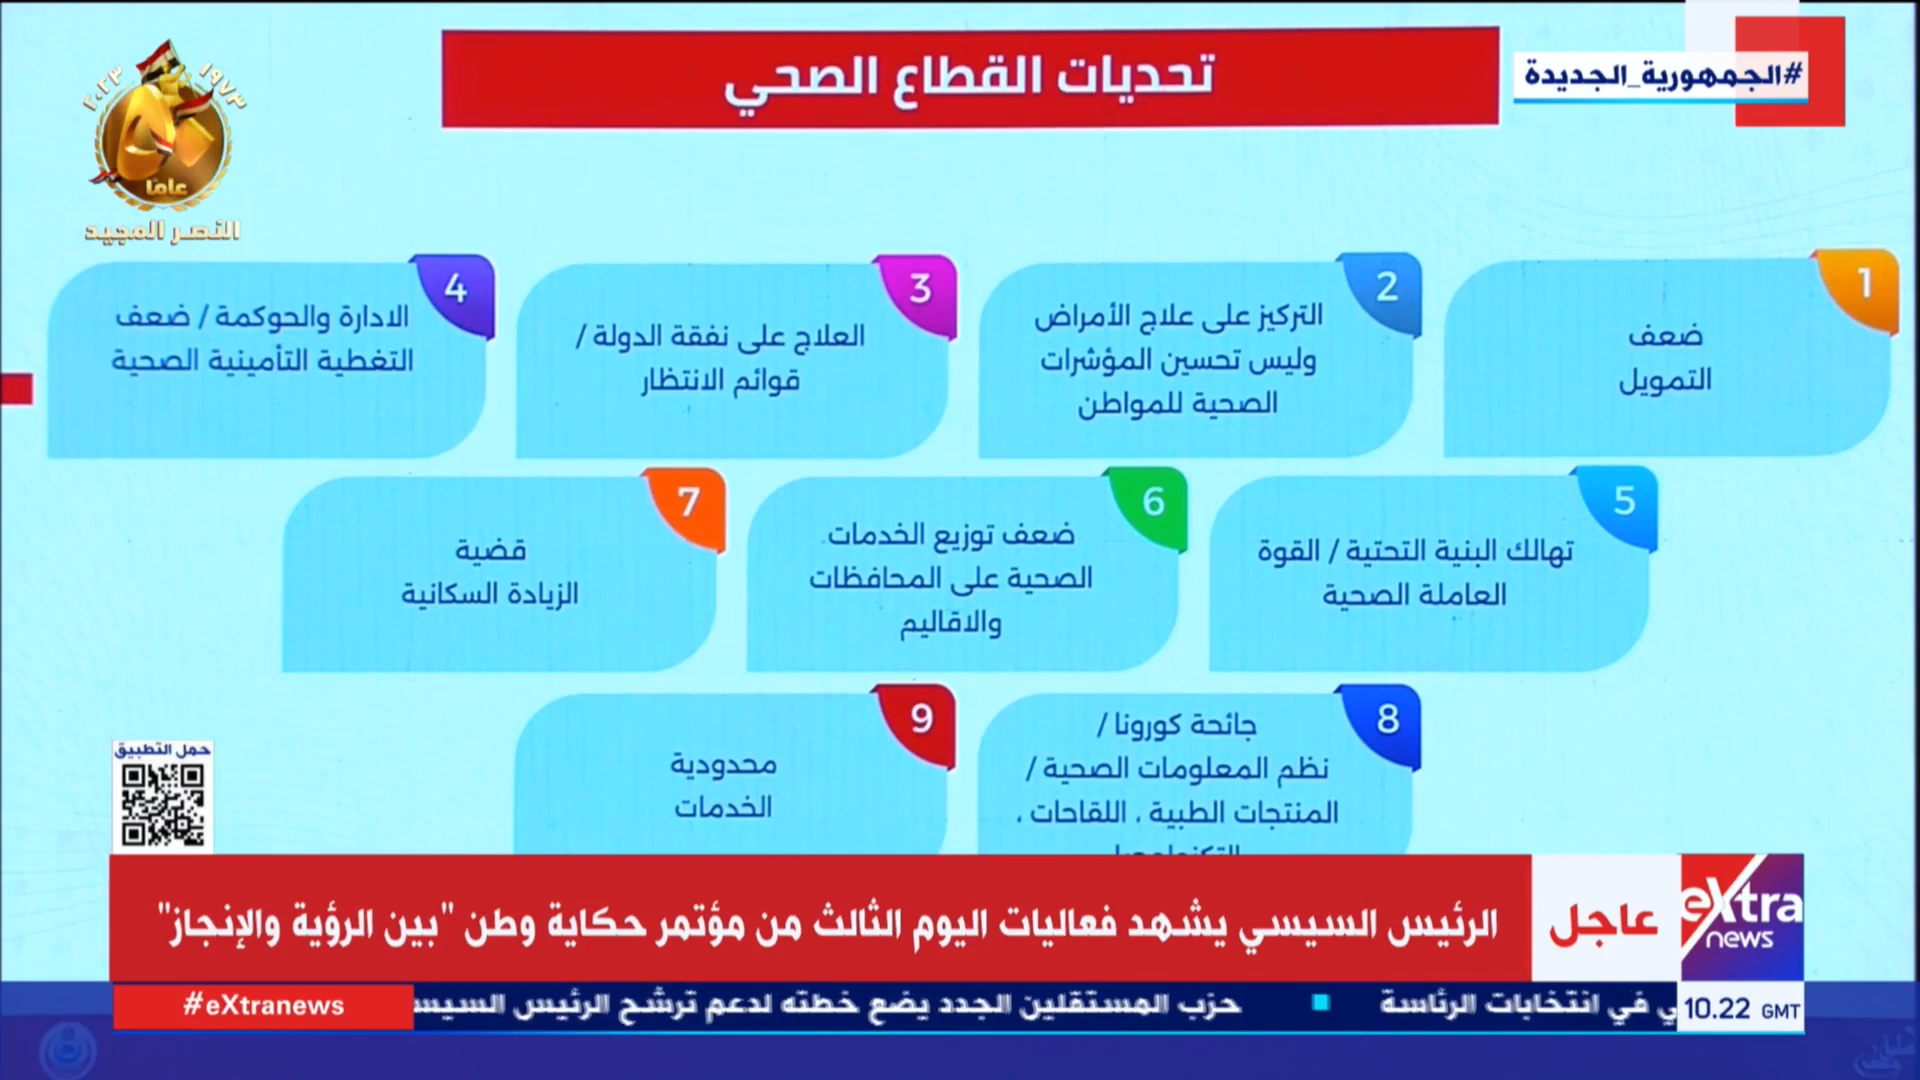 تحديات القطاع الصحي
#الجمهورية_الجديدة
١٩٧٣
٢٠٢٣
عامًا
النصر المجيد
1
ضعف
التمويل
2
التركيز على علاج الأمراض
وليس تحسين المؤشرات
الصحية للمواطن
3
العلاج على نفقة الدولة /
قوائم الانتظار
4
الادارة والحوكمة / ضعف
التغطية التأمينية الصحية
5
تهالك البنية التحتية / القوة
العاملة الصحية
6
ضعف توزيع الخدمات
الصحية على المحافظات
والاقاليم
7
قضية
الزيادة السكانية
8
جائحة كورونا /
نظم المعلومات الصحية /
المنتجات الطبية ، اللقاحات ،
9
محدودية
الخدمات
حمل التطبيق
eXtra
news
عاجل
الرئيس السيسي يشهد فعاليات اليوم الثالث من مؤتمر حكاية وطن "بين الرؤية والإنجاز"
10.22 GMT
ي في انتخابات الرئاسة
حزب المستقلين الجدد يضع خطته لدعم ترشح الرئيس السيس
#eXtranews